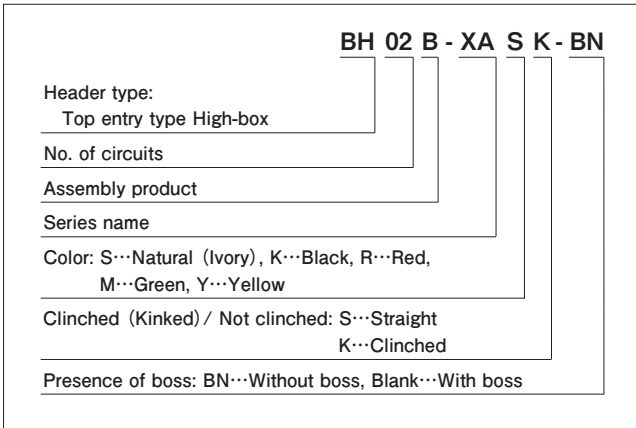 BH 02 B - XA S K - BN
Header type:
Top entry type High-box
No. of circuits
Assembly product
Series name
Color: S…Natural (Ivory), K…Black, R…Red,
M…Green, Y…Yellow
Clinched (Kinked) / Not clinched: S…Straight
K…Clinched
Presence of boss: BN…Without boss, Blank…With boss